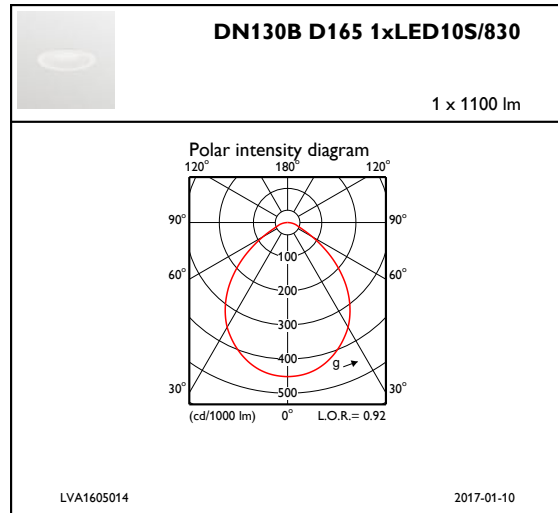 DN130B D165 1xLED10S/830
1 x 1100 lm
Polar intensity diagram
120° 180° 120°
90° 90°
100
60° 60°
200
300
400
g
30° 500 30°
(cd/1000 lm) 0° L.O.R.= 0.92
LVA1605014 2017-01-10